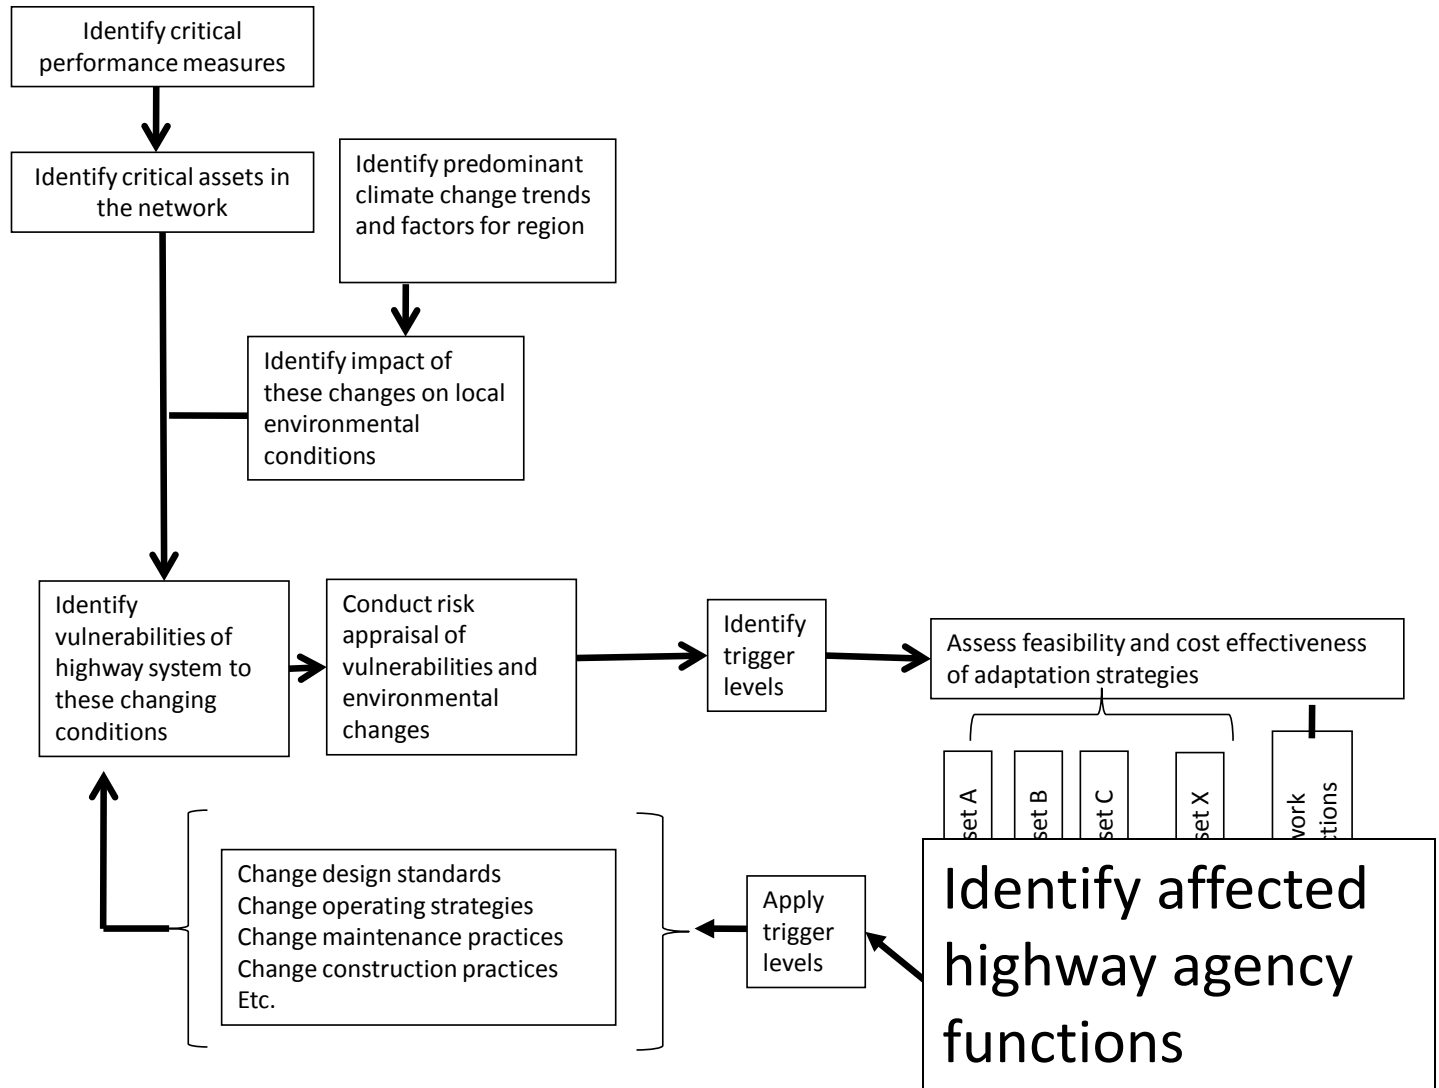 Identify critical
performance measures
Identify critical assets in
the network
Identify predominant
climate change trends
and factors for region
Identify impact of
these changes on local
environmental
conditions
Identify
vulnerabilities of
highway system to
these changing
conditions
Conduct risk
appraisal of
vulnerabilities and
environmental
changes
Identify
trigger
levels
Assess feasibility and cost effectiveness
of adaptation strategies
set A
set B
set C
set X
Identify affected
highway agency
functions
Apply
trigger
levels
Change design standards
Change operating strategies
Change maintenance practices
Change construction practices
Etc.